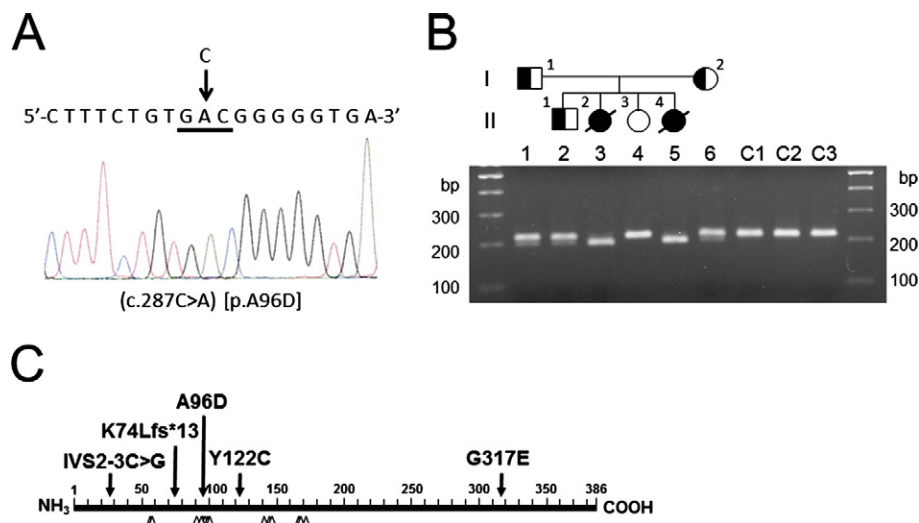 A
C
5’-CTTTCTGTGACGGGGGTGA-3’
(c.287C>A) [p.A96D]
B
I
1
2
II
1 2 3 4
1 2 3 4 5 6 C1 C2 C3
bp
300
200
100
bp
300
200
100
C
A96D
K74Lfs*13
IVS2-3C>G
Y122C
G317E
NH3
1 50 100 150 200 250 300 350 386
COOH